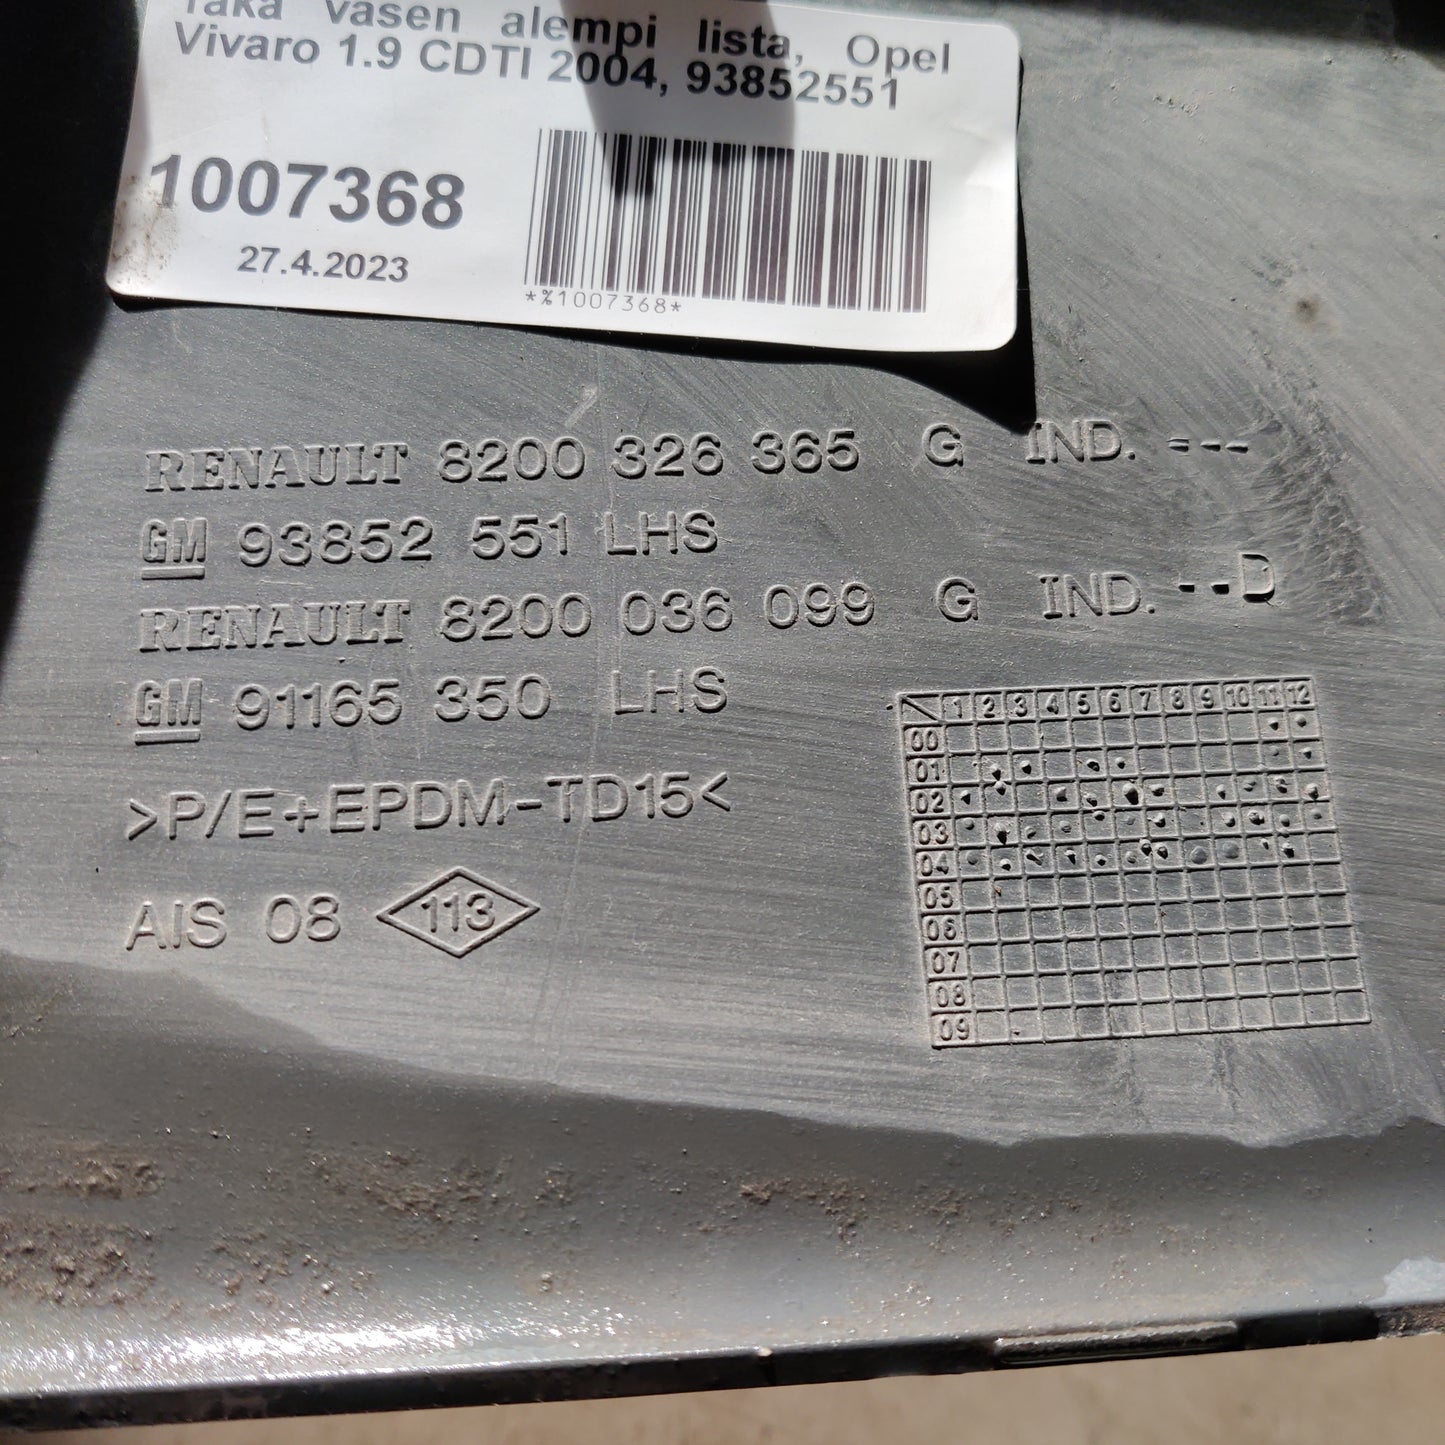 Taka vasen alempi lista, Opel
Vivaro 1.9 CDTI 2004, 93852551
1007368
27.4.2023
*%1007368*
RENAULT 8200 326 365 G IND. ---
GM 93852 551 LHS
RENAULT 8200 036 099 G IND. --D
GM 91165 350 LHS
>P/E+EPDM-TD15<
AIS 08 113
1 2 3 4 5 6 7 8 9 10 11 12
00
01
02
03
04
05
06
07
08
09